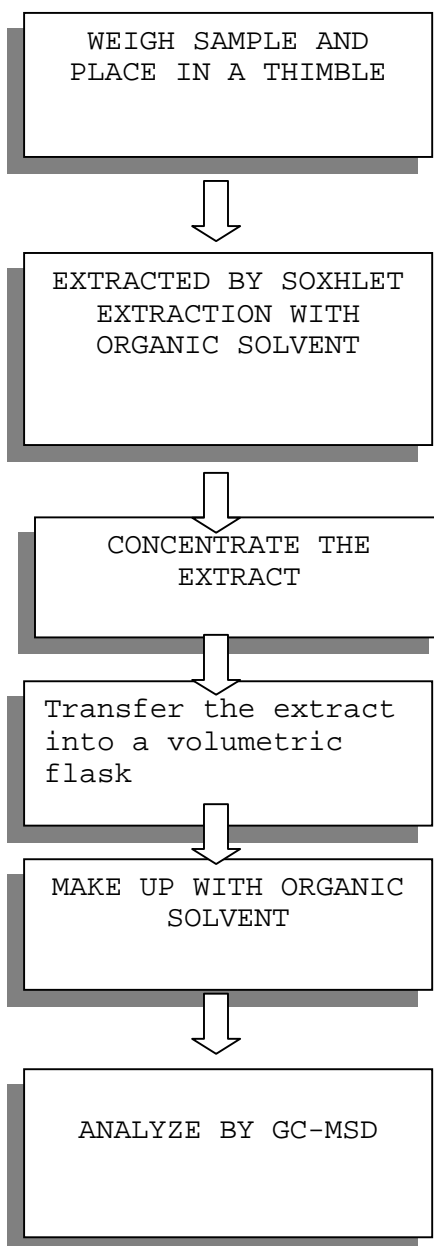 WEIGH SAMPLE AND
PLACE IN A THIMBLE
EXTRACTED BY SOXHLET
EXTRACTION WITH
ORGANIC SOLVENT
CONCENTRATE THE
EXTRACT
Transfer the extract
into a volumetric
flask
MAKE UP WITH ORGANIC
SOLVENT
ANALYZE BY GC-MSD